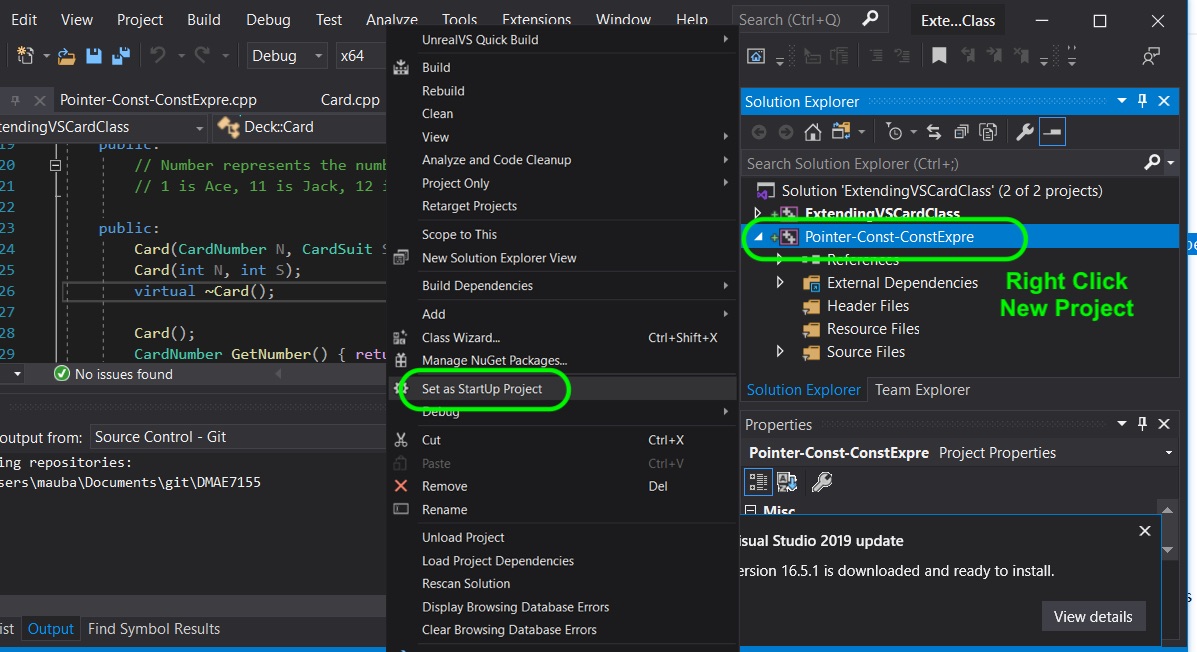 Edit View Project Build Debug Test Analyze Tools Extensions Window Help Search (Ctrl+Q) Exte...Class
Debug x64
Pointer-Const-ConstExpre.cpp Card.cpp
tendingVSCardClass Deck::Card
19 public:
20 // Number represents the numb
21 // 1 is Ace, 11 is Jack, 12 i
22
23 public:
24 Card(CardNumber N, CardSuit S
25 Card(int N, int S);
26 virtual ~Card();
27
28 Card();
29 CardNumber GetNumber() { retu
No issues found
output from: Source Control - Git
ing repositories:
sers\mauba\Documents\git\DMAE7155
ist Output Find Symbol Results
UnrealVS Quick Build
Build
Rebuild
Clean
View
Analyze and Code Cleanup
Project Only
Retarget Projects
Scope to This
New Solution Explorer View
Build Dependencies
Add
Class Wizard... Ctrl+Shift+X
Manage NuGet Packages...
Set as StartUp Project
Debug
Cut Ctrl+X
Paste Ctrl+V
Remove Del
Rename
Unload Project
Load Project Dependencies
Rescan Solution
Display Browsing Database Errors
Clear Browsing Database Errors
Solution Explorer
Search Solution Explorer (Ctrl+;)
Solution 'ExtendingVSCardClass' (2 of 2 projects)
ExtendingVSCardClass
Pointer-Const-ConstExpre
References
External Dependencies
Header Files
Resource Files
Source Files
Right Click
New Project
Solution Explorer Team Explorer
Properties
Pointer-Const-ConstExpre Project Properties
Misc
isual Studio 2019 update
ersion 16.5.1 is downloaded and ready to install.
View details